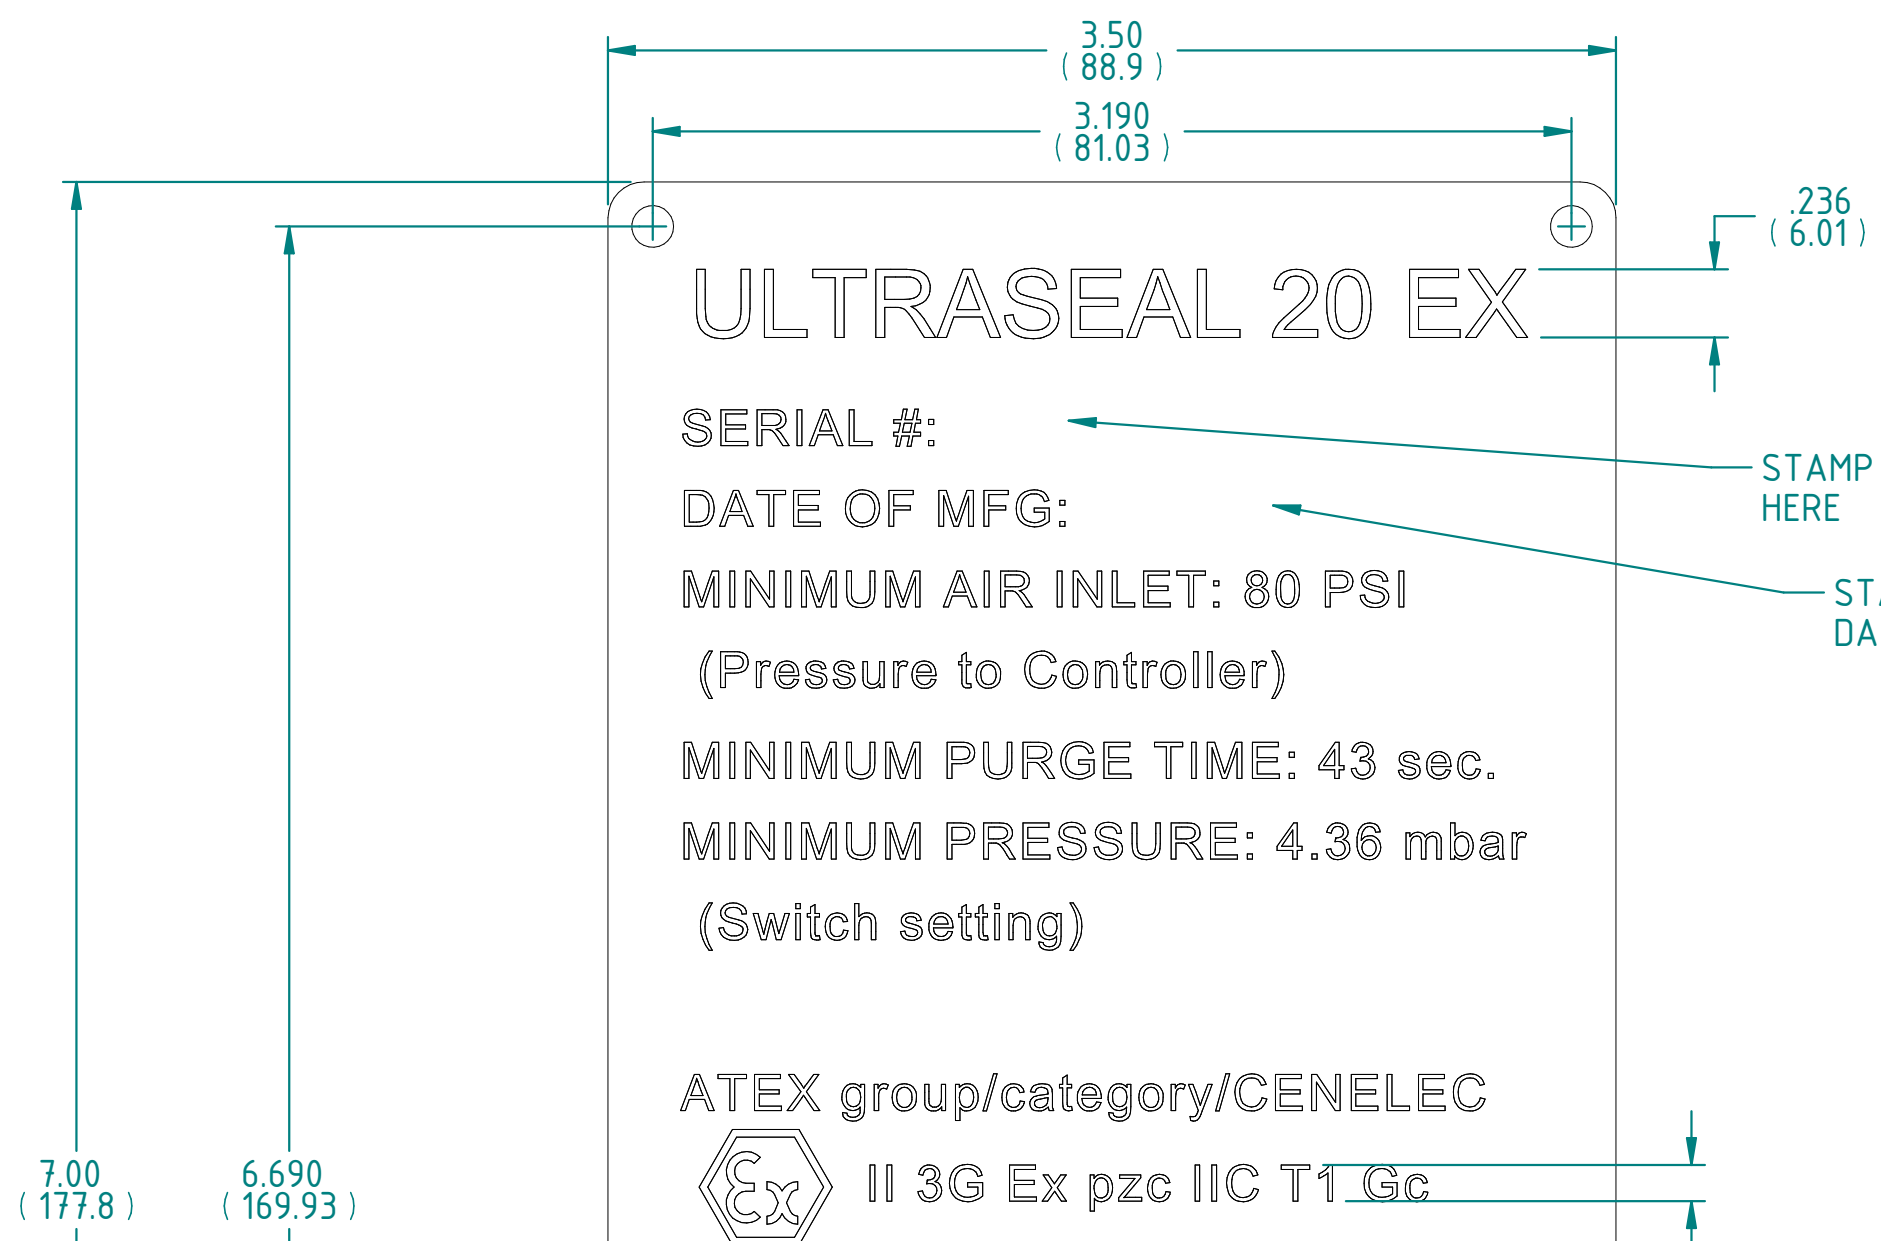 3.50
( 88.9 )
3.190
( 81.03 )
.236
( 6.01 )
ULTRASEAL 20 EX
SERIAL #:
STAMP
HERE
DATE OF MFG:
MINIMUM AIR INLET: 80 PSI
(Pressure to Controller)
MINIMUM PURGE TIME: 43 sec.
MINIMUM PRESSURE: 4.36 mbar
(Switch setting)
ATEX group/category/CENELEC
Ex
II 3G Ex pzc IIC T1 Gc
7.00
( 177.8 )
6.690
( 169.93 )